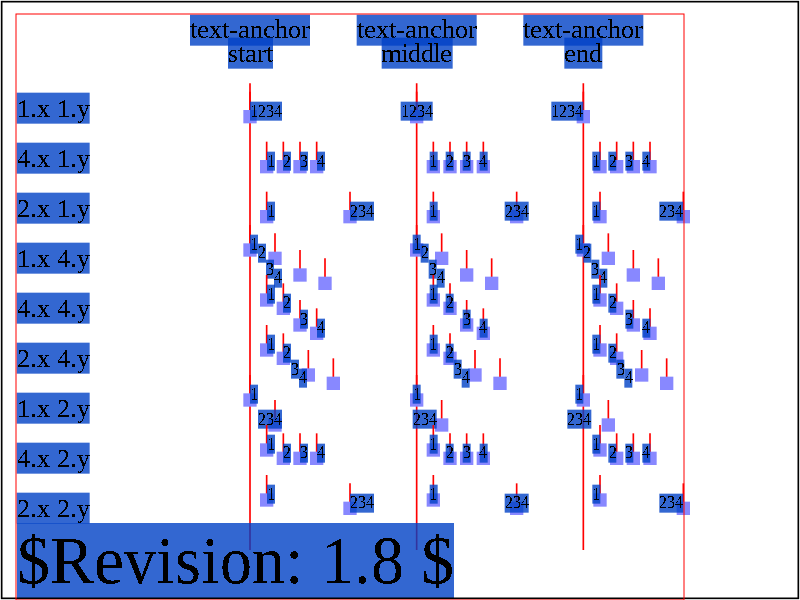 text-anchor text-anchor text-anchor
start middle end
1.x 1.y 1234 1234 1234
4.x 1.y 1 2 3 4 1 2 3 4 1 2 3 4
2.x 1.y 1 234 1 234 1 234
1.x 4.y 1 2 3 4 1 2 3 4 1 2 3 4
4.x 4.y 1 2 3 4 1 2 3 4 1 2 3 4
2.x 4.y 1 2 3 4 1 2 3 4 1 2 3 4
1.x 2.y 1 234 1 234 1 234
4.x 2.y 1 2 3 4 1 2 3 4 1 2 3 4
2.x 2.y 1 234 1 234 1 234
$Revision: 1.8 $